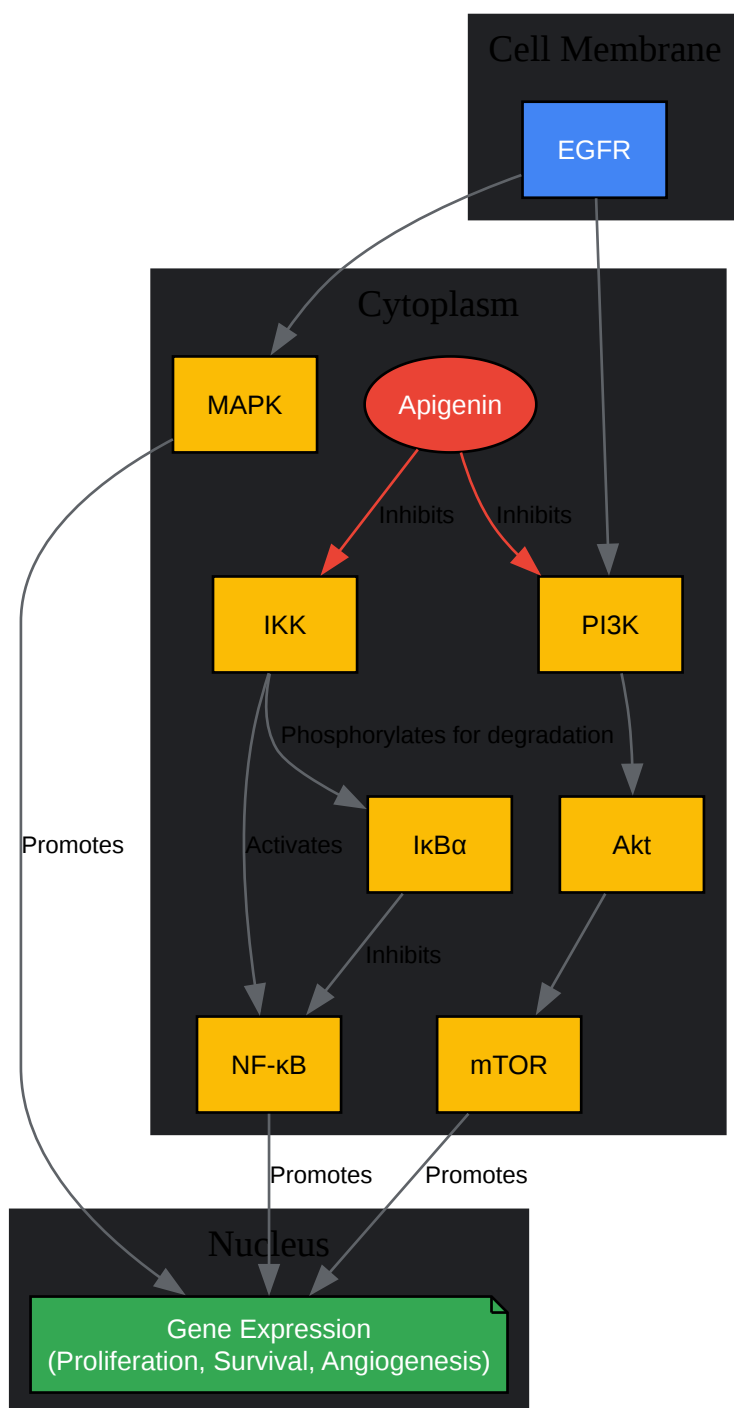 Cell Membrane
EGFR
Cytoplasm
MAPK
Apigenin
Inhibits
Inhibits
IKK
PI3K
Phosphorylates for degradation
Promotes
Activates
IκBα
Akt
Inhibits
NF-κB
mTOR
Promotes
Promotes
Nucleus
Gene Expression
(Proliferation, Survival, Angiogenesis)